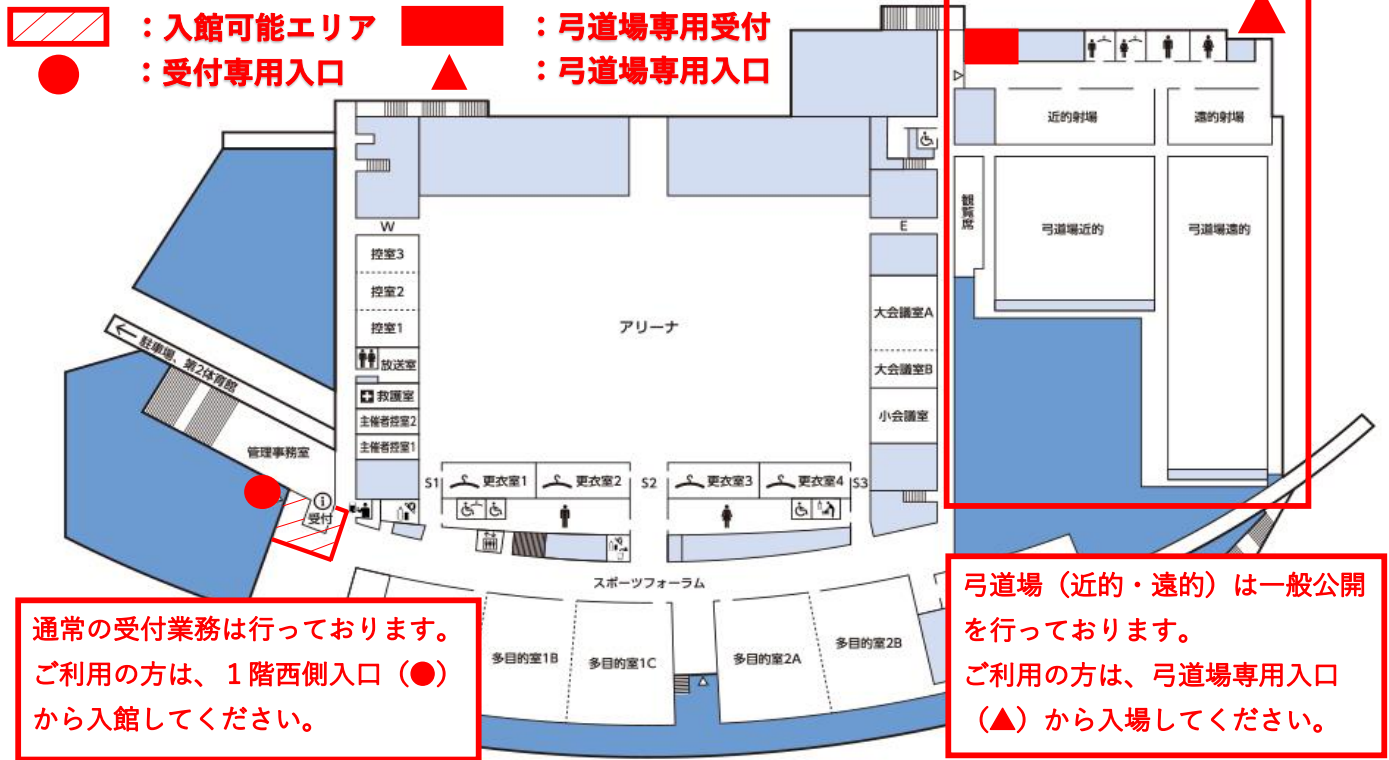 ：入館可能エリア
：弓道場専用受付
：受付専用入口
：弓道場専用入口
近的射場
遠的射場
観覧席
弓道場近的
弓道場遠的
W
E
控室3
控室2
控室1
放送室
救護室
主催者控室2
主催者控室1
アリーナ
大会議室A
大会議室B
小会議室
← 駐車場、第2体育館
管理事務室
i
受付
S1
更衣室1
更衣室2
S2
更衣室3
更衣室4
S3
スポーツフォーラム
多目的室1B
多目的室1C
多目的室2A
多目的室2B
通常の受付業務は行っております。
ご利用の方は、１階西側入口（●）
から入館してください。
弓道場（近的・遠的）は一般公開
を行っております。
ご利用の方は、弓道場専用入口
（▲）から入場してください。